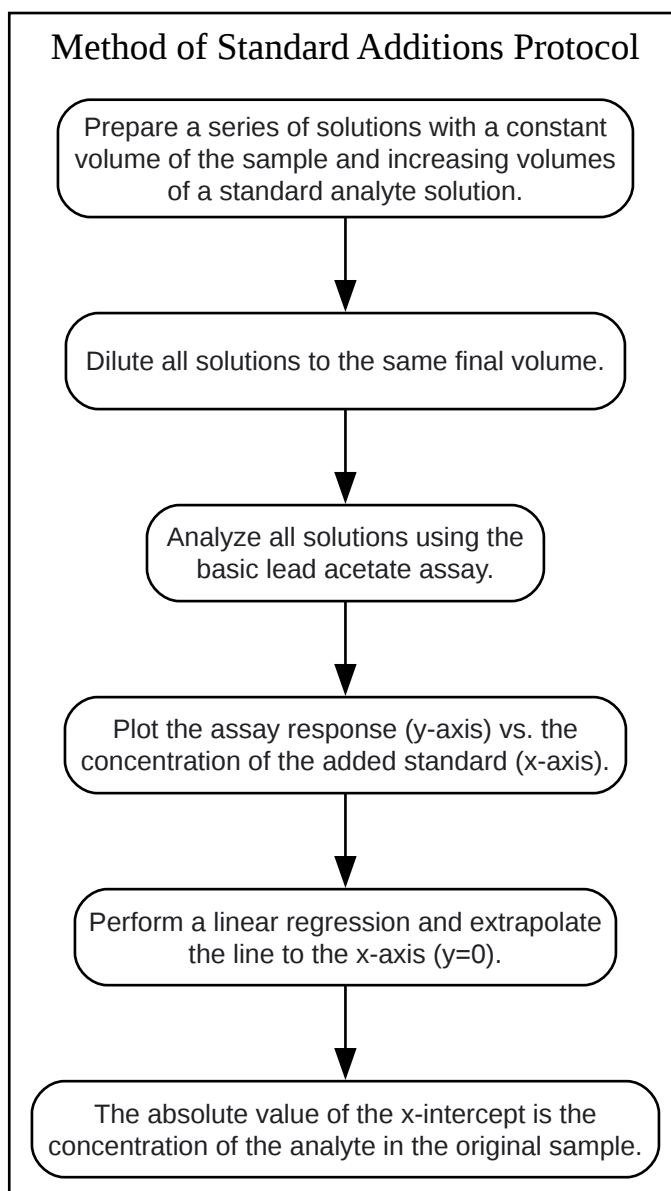 Method of Standard Additions Protocol
Prepare a series of solutions with a constant
volume of the sample and increasing volumes
of a standard analyte solution.
Dilute all solutions to the same final volume.
Analyze all solutions using the
basic lead acetate assay.
Plot the assay response (y-axis) vs. the
concentration of the added standard (x-axis).
Perform a linear regression and extrapolate
the line to the x-axis (y=0).
The absolute value of the x-intercept is the
concentration of the analyte in the original sample.